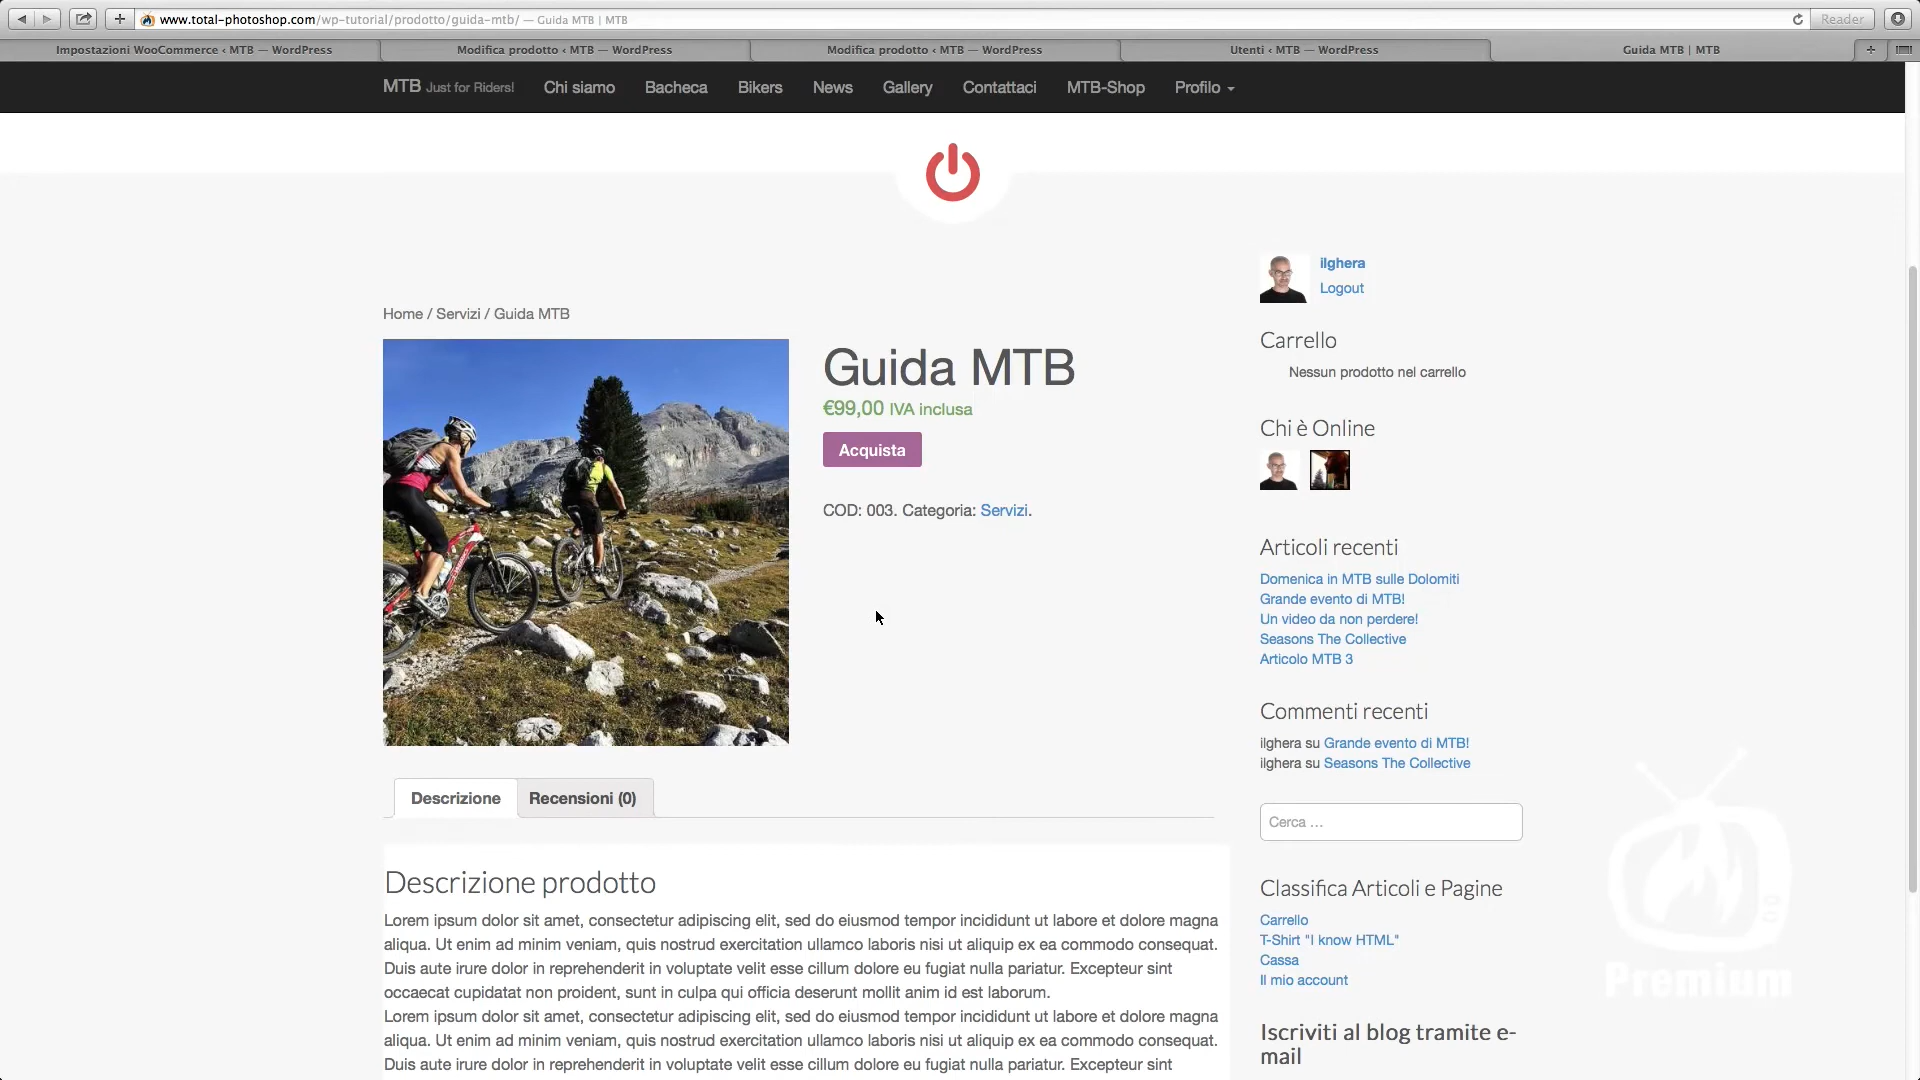 www.total-photoshop.com/wp-tutorial/prodotto/guida-mtb/ — Guida MTB | MTB
Reader
Impostazioni WooCommerce ‹ MTB — WordPress
Modifica prodotto ‹ MTB — WordPress
Modifica prodotto ‹ MTB — WordPress
Utenti ‹ MTB — WordPress
Guida MTB | MTB
MTB Just for Riders!
Chi siamo
Bacheca
Bikers
News
Gallery
Contattaci
MTB-Shop
Profilo
Home / Servizi / Guida MTB
Guida MTB
€99,00 IVA inclusa
Acquista
COD: 003. Categoria: Servizi.
Descrizione
Recensioni (0)
Descrizione prodotto
Lorem ipsum dolor sit amet, consectetur adipiscing elit, sed do eiusmod tempor incididunt ut labore et dolore magna
aliqua. Ut enim ad minim veniam, quis nostrud exercitation ullamco laboris nisi ut aliquip ex ea commodo consequat.
Duis aute irure dolor in reprehenderit in voluptate velit esse cillum dolore eu fugiat nulla pariatur. Excepteur sint
occaecat cupidatat non proident, sunt in culpa qui officia deserunt mollit anim id est laborum.
Lorem ipsum dolor sit amet, consectetur adipiscing elit, sed do eiusmod tempor incididunt ut labore et dolore magna
aliqua. Ut enim ad minim veniam, quis nostrud exercitation ullamco laboris nisi ut aliquip ex ea commodo consequat.
Duis aute irure dolor in reprehenderit in voluptate velit esse cillum dolore eu fugiat nulla pariatur. Excepteur sint
ilghera
Logout
Carrello
Nessun prodotto nel carrello
Chi è Online
Articoli recenti
Domenica in MTB sulle Dolomiti
Grande evento di MTB!
Un video da non perdere!
Seasons The Collective
Articolo MTB 3
Commenti recenti
ilghera su Grande evento di MTB!
ilghera su Seasons The Collective
Cerca ...
Classifica Articoli e Pagine
Carrello
T-Shirt "I know HTML"
Cassa
Il mio account
Iscriviti al blog tramite e-
mail
Premium